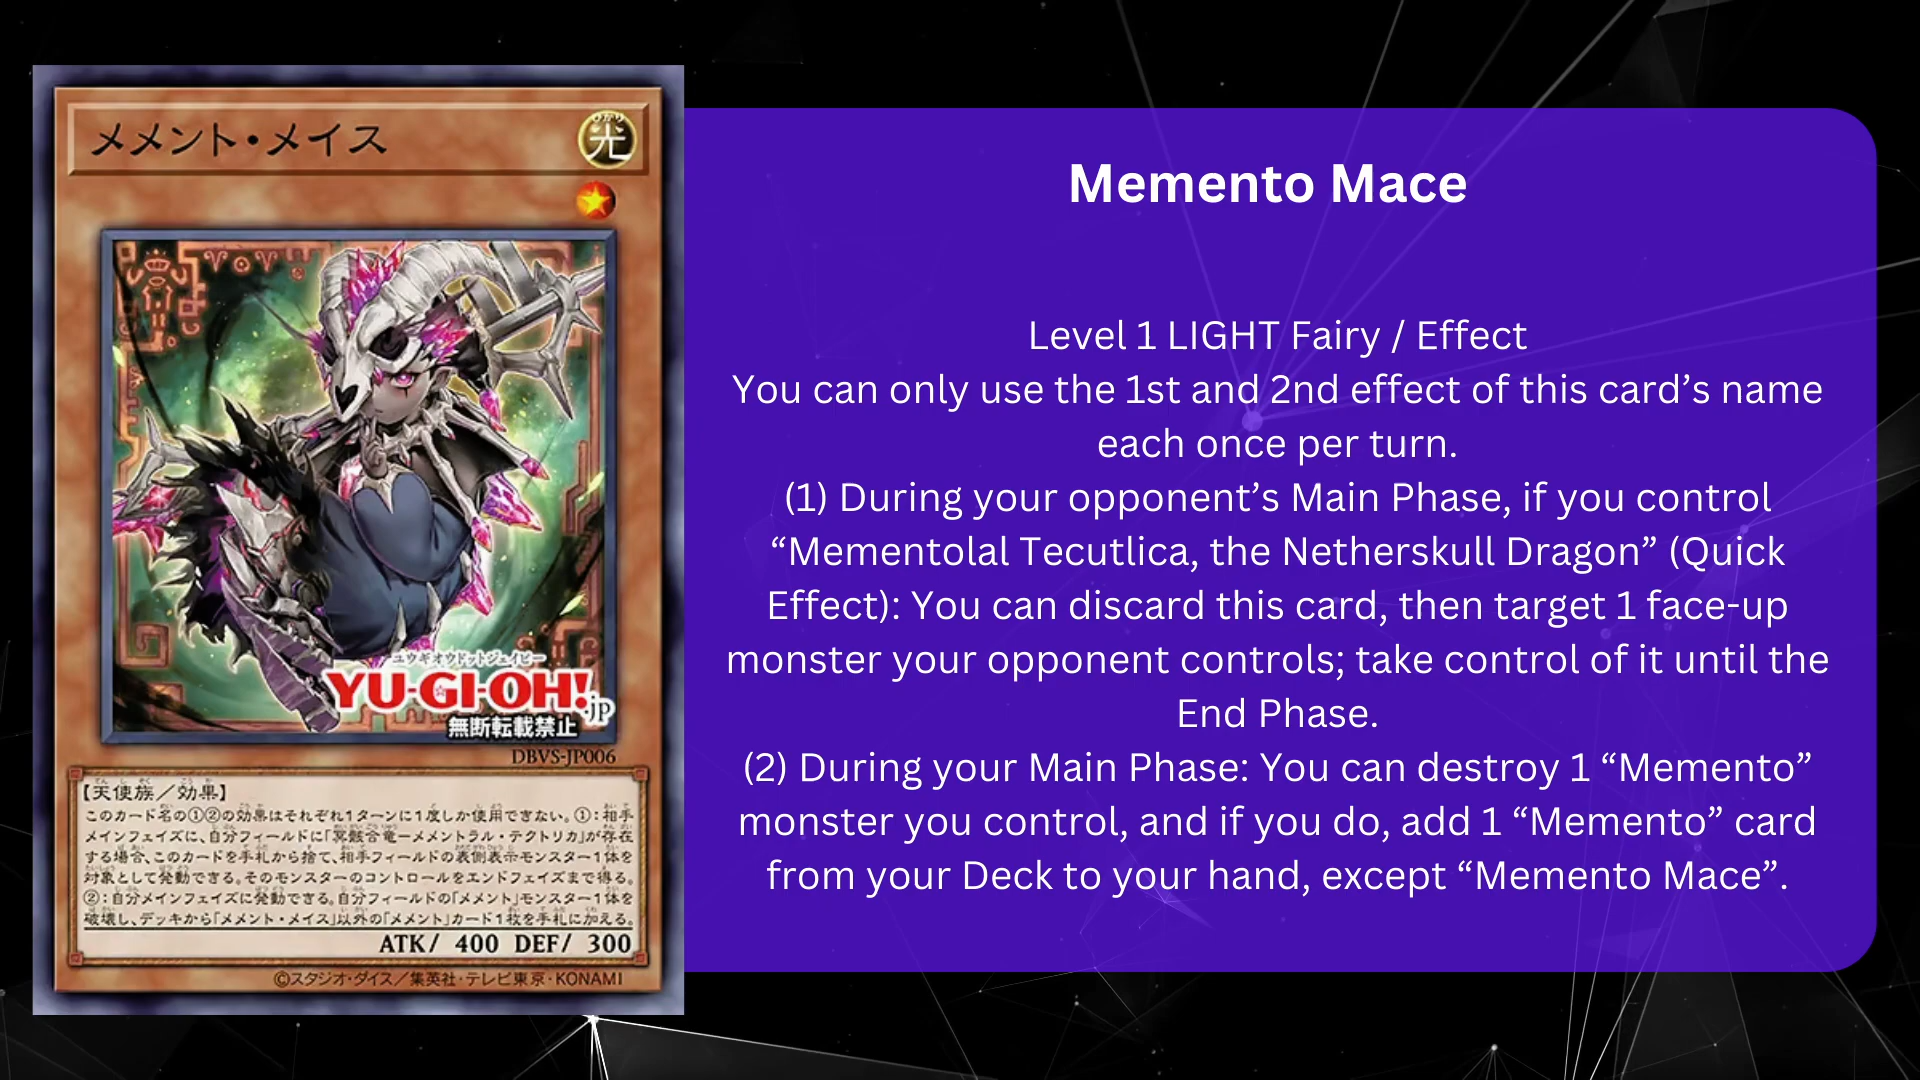 メメント・メイス
ひかり
光
ユウギオウドットジェイピー
YU-GI-OH!.jp
無断転載禁止
DBVS-JP006
【天使族／効果】
このカード名の①②の効果はそれぞれ1ターンに1度しか使用できない。①：相手
メインフェイズに、自分フィールドに「冥骸合竜－メメントラル・テクトリカ」が存在
する場合、このカードを手札から捨て、相手フィールドの表側表示モンスター1体を
対象として発動できる。そのモンスターのコントロールをエンドフェイズまで得る。
②：自分メインフェイズに発動できる。自分フィールドの「メメント」モンスター1体を
破壊し、デッキから「メメント・メイス」以外の「メメント」カード1枚を手札に加える。
ATK/ 400 DEF/ 300
©スタジオ・ダイス／集英社・テレビ東京・KONAMI
Memento Mace
Level 1 LIGHT Fairy / Effect
You can only use the 1st and 2nd effect of this card’s name
each once per turn.
(1) During your opponent’s Main Phase, if you control
“Mementolal Tecutlica, the Netherskull Dragon” (Quick
Effect): You can discard this card, then target 1 face-up
monster your opponent controls; take control of it until the
End Phase.
(2) During your Main Phase: You can destroy 1 “Memento”
monster you control, and if you do, add 1 “Memento” card
from your Deck to your hand, except “Memento Mace”.